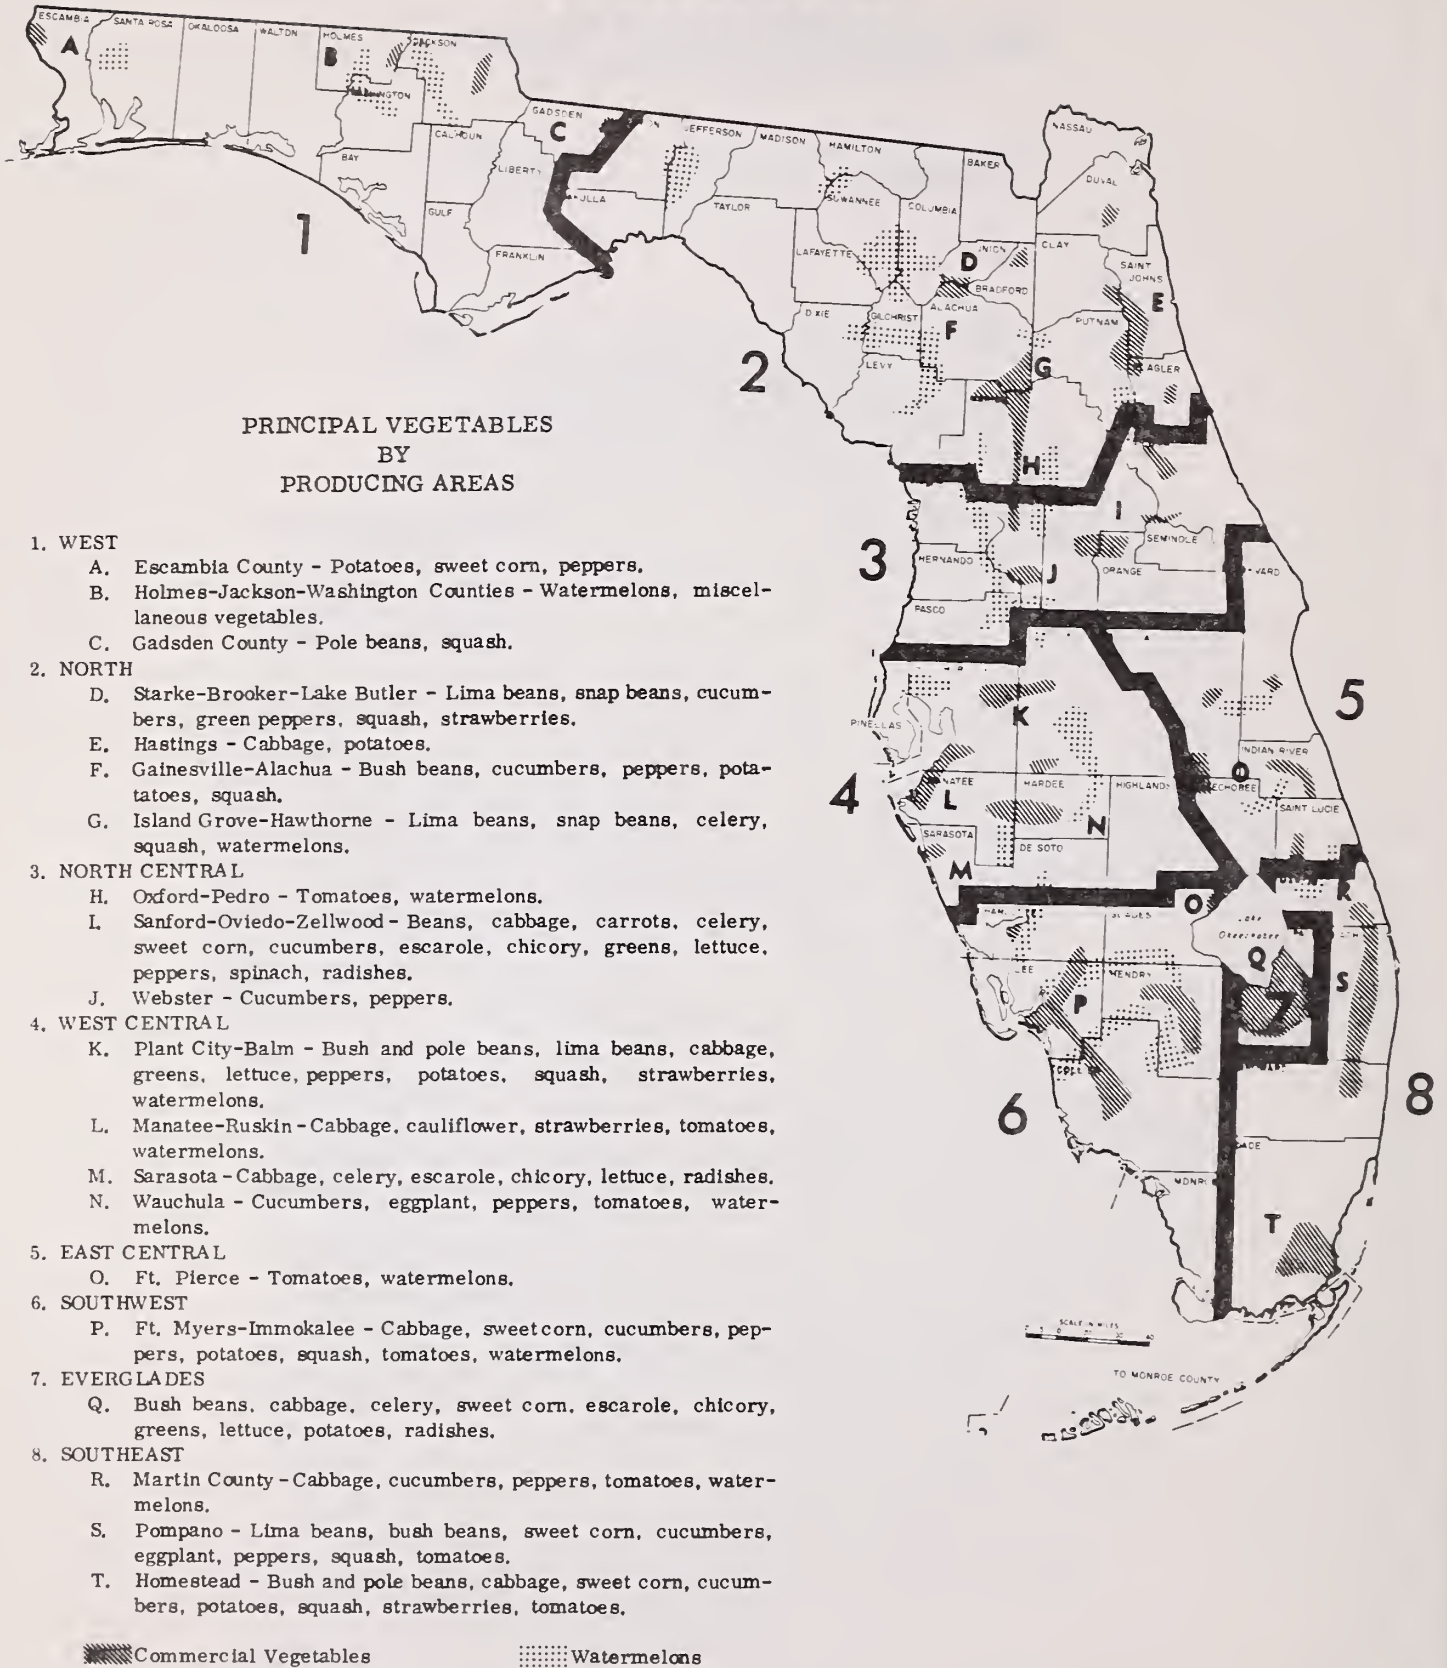 PRINCIPAL VEGETABLES
BY
PRODUCING AREAS
1. WEST
A. Escambia County - Potatoes, sweet corn, peppers.
B. Holmes-Jackson-Washington Counties - Watermelons, miscel-
laneous vegetables.
C. Gadsden County - Pole beans, squash.
2. NORTH
D. Starke-Brooker-Lake Butler - Lima beans, snap beans, cucum-
bers, green peppers, squash, strawberries.
E. Hastings - Cabbage, potatoes.
F. Gainesville-Alachua - Bush beans, cucumbers, peppers, pota-
tatoes, squash.
G. Island Grove-Hawthorne - Lima beans, snap beans, celery,
squash, watermelons.
3. NORTH CENTRAL
H. Oxford-Pedro - Tomatoes, watermelons.
I. Sanford-Oviedo-Zellwood - Beans, cabbage, carrots, celery,
sweet corn, cucumbers, escarole, chicory, greens, lettuce,
peppers, spinach, radishes.
J. Webster - Cucumbers, peppers.
4. WEST CENTRAL
K. Plant City-Balm - Bush and pole beans, lima beans, cabbage,
greens, lettuce, peppers, potatoes, squash, strawberries,
watermelons.
L. Manatee-Ruskin - Cabbage, cauliflower, strawberries, tomatoes,
watermelons.
M. Sarasota - Cabbage, celery, escarole, chicory, lettuce, radishes.
N. Wauchula - Cucumbers, eggplant, peppers, tomatoes, water-
melons.
5. EAST CENTRAL
O. Ft. Pierce - Tomatoes, watermelons.
6. SOUTHWEST
P. Ft. Myers-Immokalee - Cabbage, sweet corn, cucumbers, pep-
pers, potatoes, squash, tomatoes, watermelons.
7. EVERGLADES
Q. Bush beans, cabbage, celery, sweet corn, escarole, chicory,
greens, lettuce, potatoes, radishes.
8. SOUTHEAST
R. Martin County - Cabbage, cucumbers, peppers, tomatoes, water-
melons.
S. Pompano - Lima beans, bush beans, sweet corn, cucumbers,
eggplant, peppers, squash, tomatoes.
T. Homestead - Bush and pole beans, cabbage, sweet corn, cucum-
bers, potatoes, squash, strawberries, tomatoes.
Commercial Vegetables
Watermelons
ESCAMBIA
SANTA ROSA
OKALOOSA
WALTON
HOLMES
A
B
GADSDEN
C
CALHOUN
BAY
LIBERTY
GULF
FRANKLIN
1
JEFFERSON
MADISON
HAMILTON
BAKER
NASSAU
DUVAL
TAYLOR
SUWANNEE
COLUMBIA
LAFAYETTE
D
CLAY
SAINT
JOHNS
BRADFORD
DIXIE
GILCHRIST
ALACHUA
PUTNAM
E
F
G
LEVY
2
H
I
SEMINOLE
3
HERNANDO
J
ORANGE
PASCO
K
PINELLAS
5
INDIAN RIVER
O
4
L
HARDEE
HIGHLANDS
SAINT LUCIE
SARASOTA
N
DE SOTO
M
R
O
GLADES
Lake
Okeechobee
Q
LEE
HENDRY
P
S
7
6
8
T
SCALE IN MILES
TO MONROE COUNTY